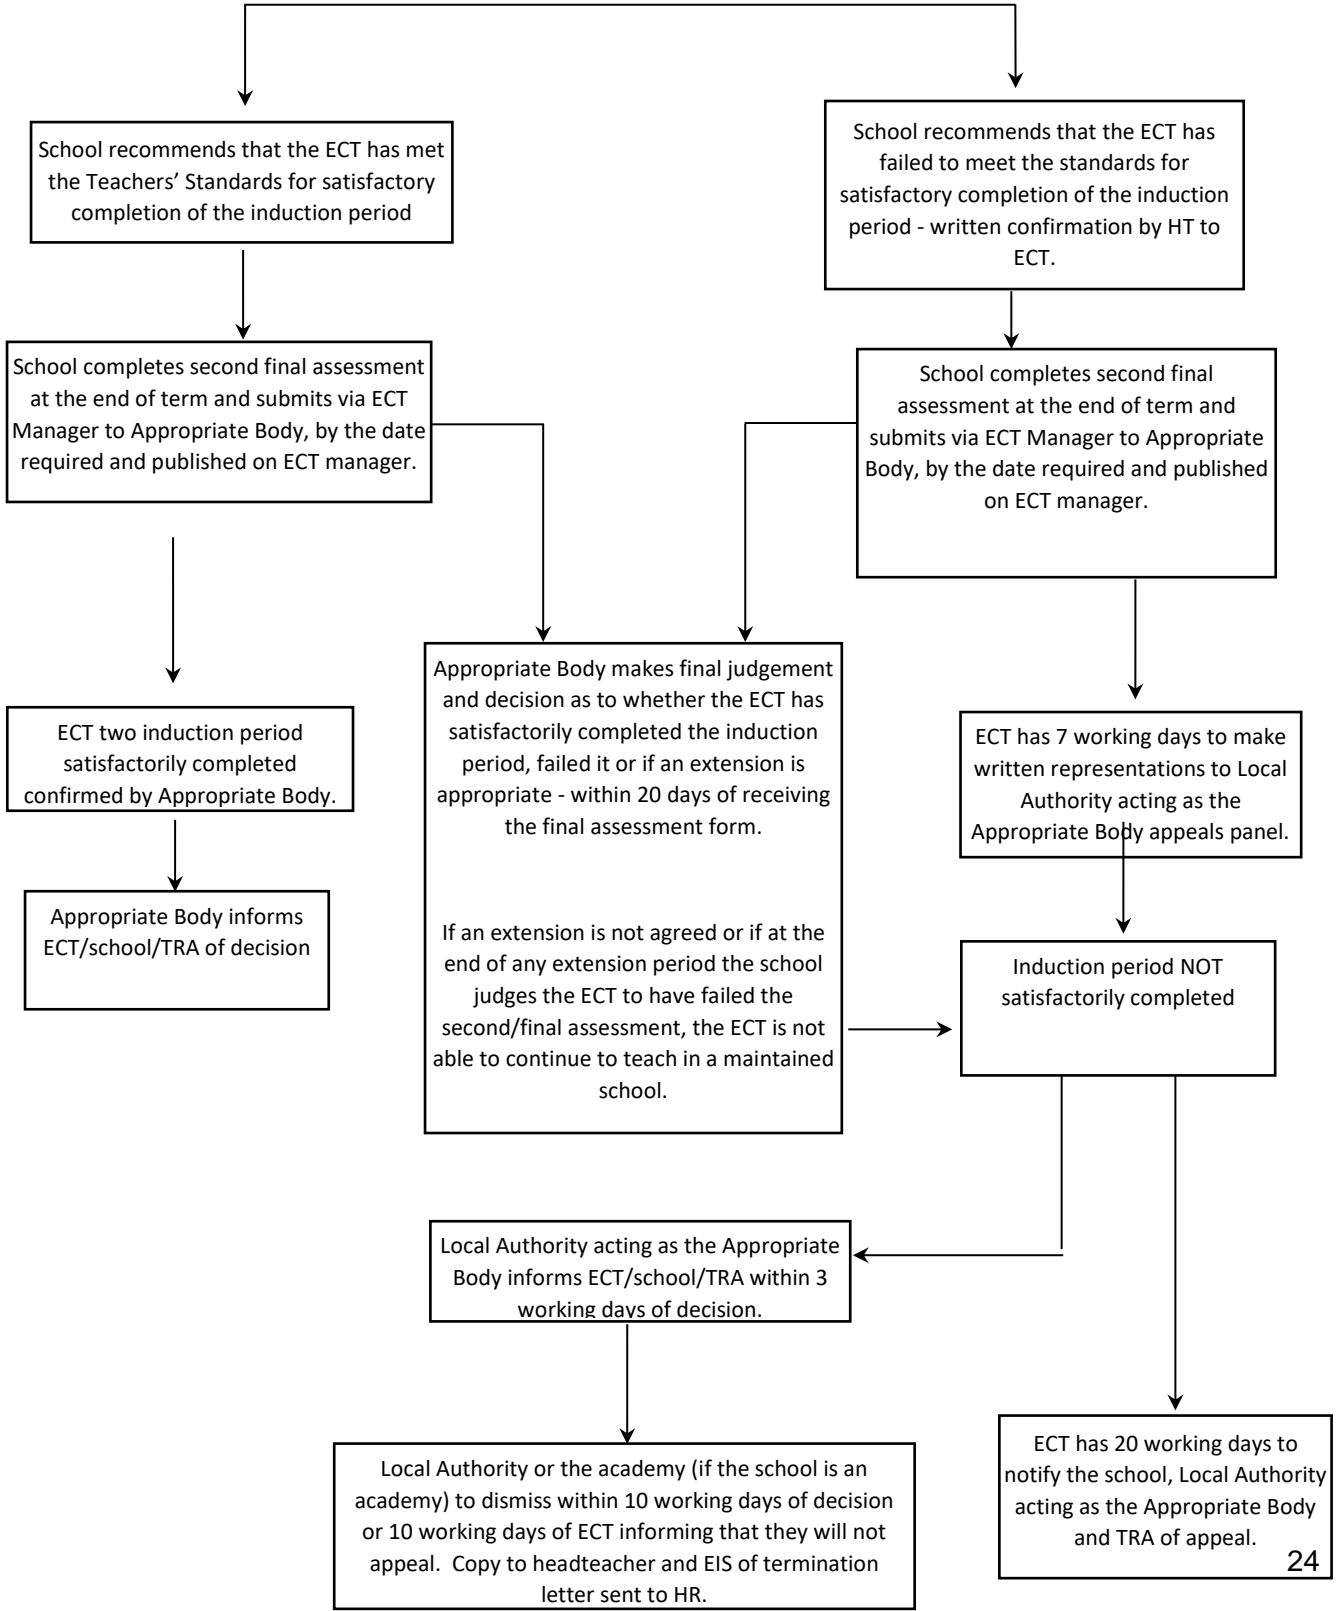 School recommends that the ECT has met
the Teachers’ Standards for satisfactory
completion of the induction period
School recommends that the ECT has
failed to meet the standards for
satisfactory completion of the induction
period - written confirmation by HT to
ECT.
School completes second final assessment
at the end of term and submits via ECT
Manager to Appropriate Body, by the date
required and published on ECT manager.
School completes second final
assessment at the end of term and
submits via ECT Manager to Appropriate
Body, by the date required and published
on ECT manager.
ECT two induction period
satisfactorily completed
confirmed by Appropriate Body.
Appropriate Body makes final judgement
and decision as to whether the ECT has
satisfactorily completed the induction
period, failed it or if an extension is
appropriate - within 20 days of receiving
the final assessment form.
If an extension is not agreed or if at the
end of any extension period the school
judges the ECT to have failed the
second/final assessment, the ECT is not
able to continue to teach in a maintained
school.
ECT has 7 working days to make
written representations to Local
Authority acting as the
Appropriate Body appeals panel.
Appropriate Body informs
ECT/school/TRA of decision
Induction period NOT
satisfactorily completed
Local Authority acting as the Appropriate
Body informs ECT/school/TRA within 3
working days of decision.
Local Authority or the academy (if the school is an
academy) to dismiss within 10 working days of decision
or 10 working days of ECT informing that they will not
appeal.  Copy to headteacher and EIS of termination
letter sent to HR.
ECT has 20 working days to
notify the school, Local Authority
acting as the Appropriate Body
and TRA of appeal.
24